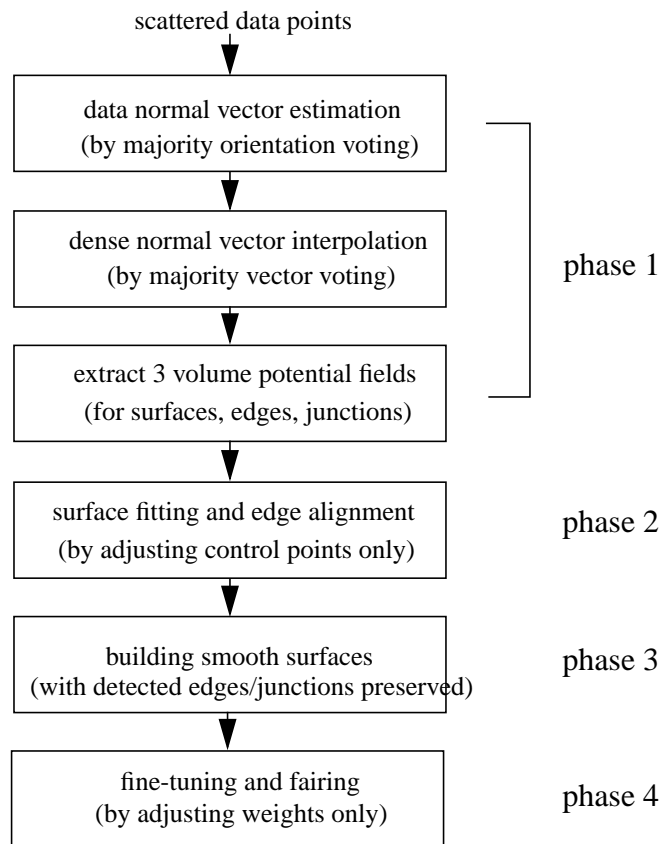 scattered data points
data normal vector estimation
(by majority orientation voting)
dense normal vector interpolation
(by majority vector voting)
phase 1
extract 3 volume potential fields
(for surfaces, edges, junctions)
surface fitting and edge alignment
(by adjusting control points only)
phase 2
building smooth surfaces
(with detected edges/junctions preserved)
phase 3
fine-tuning and fairing
(by adjusting weights only)
phase 4